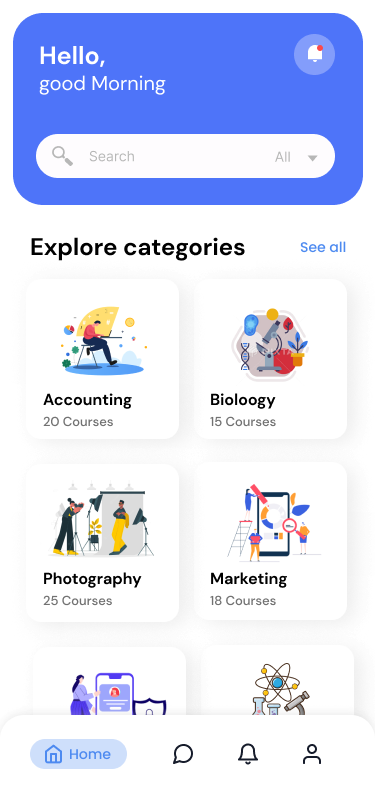 Hello,
good Morning
Search
All
Explore categories
See all
Accounting
20 Courses
Bioloogy
15 Courses
Photography
25 Courses
Marketing
18 Courses
Home